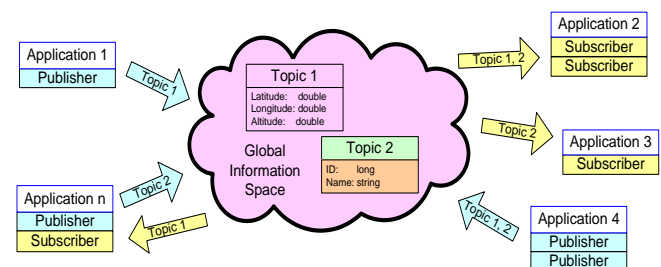 Application 1
Publisher
Topic 1
Topic 1
Latitude: double
Longitude: double
Altitude: double
Global
Information
Space
Topic 2
ID: long
Name: string
Topic 1, 2
Application 2
Subscriber
Subscriber
Topic 2
Application 3
Subscriber
Topic 2
Application n
Publisher
Subscriber
Topic 1
Topic 1, 2
Application 4
Publisher
Publisher